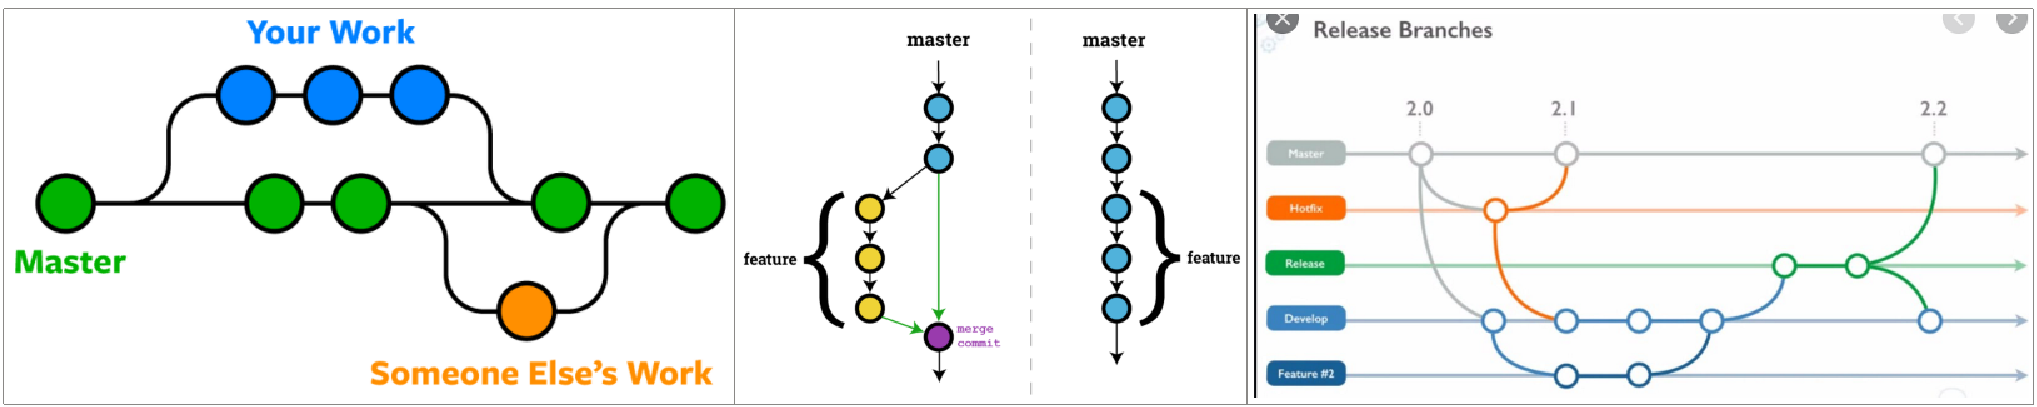 Your Work
Master
Someone Else's Work
master
feature
merge
commit
master
feature
Release Branches
2.0
2.1
2.2
Master
Hotfix
Release
Develop
Feature #2